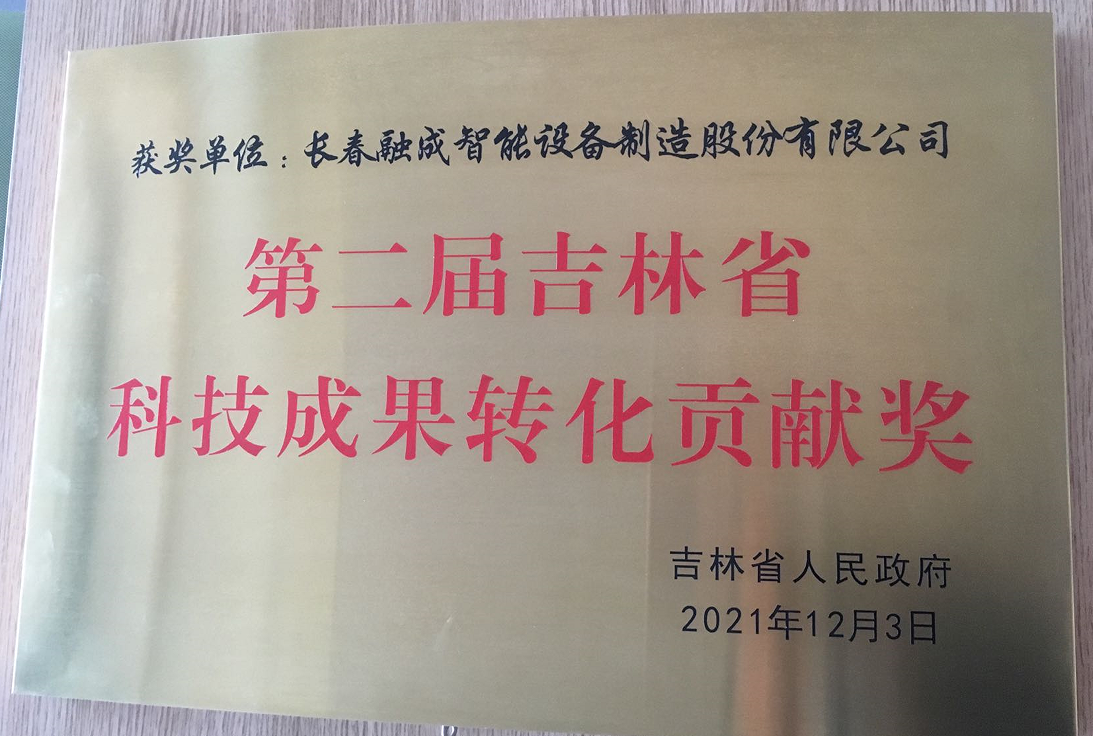 获奖单位：长春融成智能设备制造股份有限公司
第二届吉林省
科技成果转化贡献奖
吉林省人民政府
2021年12月3日